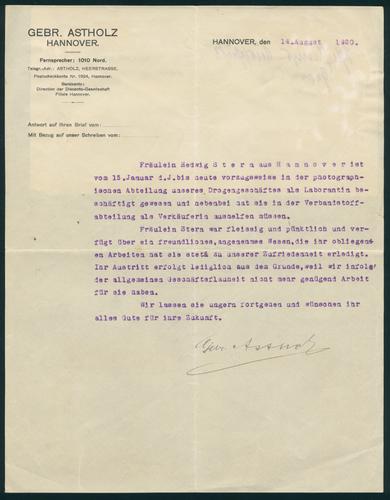 GEBR. ASTHOLZ
HANNOVER.
Fernsprecher: 1010 Nord.
Telegr.-Adr.: ASTHOLZ, HEERSTRASSE.
Postscheckkonto Nr. 1924, Hannover.
Bankkonto:
Direction der Disconto-Gesellschaft
Filiale Hannover.
HANNOVER, den 14.August 1920.
Antwort auf Ihren Brief vom:
Mit Bezug auf unser Schreiben vom:
Fräulein Hedwig S t e r n aus H a n n o v e r ist
vom 15.Januar d.J.bis heute vorzugsweise in der photograph-
ischen Abteilung unseres Drogengeschäftes als Laborantin be-
schäftigt gewesen und nebenbei hat sie in der Verbandstoff-
abteilung als Verkäuferin aushelfen müssen.
Fräulein Stern war fleissig und pünktlich und ver-
fügt über ein freundliches, angenehmes Wesen, die ihr obliegen-
en Arbeiten hat sie stets zu unserer Zufriedenheit erledigt.
Ihr Austritt erfolgt lediglich aus dem Grunde, weil wir infolge
der allgemeinen Geschäftsflauheit nicht mehr genügend Arbeit
für sie haben.
Wir lassen sie ungern fortgehen und wünschen ihr
alles Gute für ihre Zukunft.
Gebr. Astholz